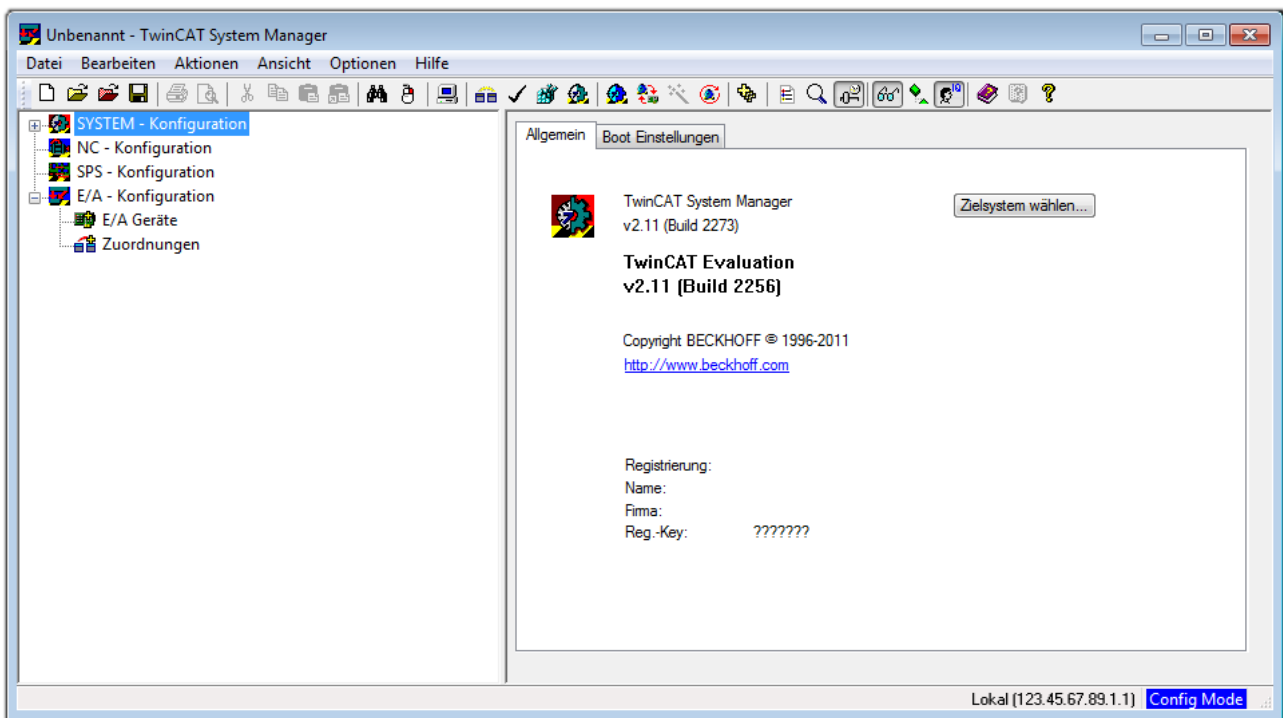 Unbenannt - TwinCAT System Manager
Datei Bearbeiten Aktionen Ansicht Optionen Hilfe
SYSTEM - Konfiguration
NC - Konfiguration
SPS - Konfiguration
E/A - Konfiguration
E/A Geräte
Zuordnungen
Allgemein Boot Einstellungen
TwinCAT System Manager
v2.11 (Build 2273)
Zielsystem wählen...
TwinCAT Evaluation
v2.11 (Build 2256)
Copyright BECKHOFF © 1996-2011
http://www.beckhoff.com
Registrierung:
Name:
Firma:
Reg.-Key: ???????
Lokal (123.45.67.89.1.1) Config Mode